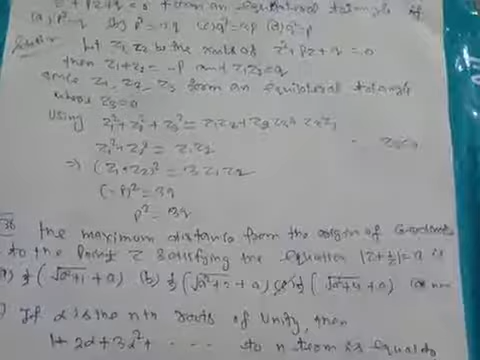 z² + pz + q = 0 form an equilateral triangle if
(a) p² = q (b) p² = 3q (c) q² = 3p (d) q² = p
Let z₁, z₂ be the roots of z² + pz + q = 0
then z₁ + z₂ = -p and z₁z₂ = q
since z₁, z₂, z₃ form an equilateral triangle
where z₃ = 0
Using z₁² + z₂² + z₃² = z₁z₂ + z₂z₃ + z₃z₁
z₁² + z₂² = z₁z₂
⇒ (z₁ + z₂)² = 3z₁z₂
(-p)² = 3q
p² = 3q
38 The maximum distance from the origin of
to the point z satisfying the equation |z + 1/z| = a is
(a) ½(√(a²+1) + a) (b) ½(√(a²+2) + a) (c) ½(√(a²+4) + a)
) If α is the nth roots of unity, then
1 + 2α + 3α² + ..... to n terms is equal to